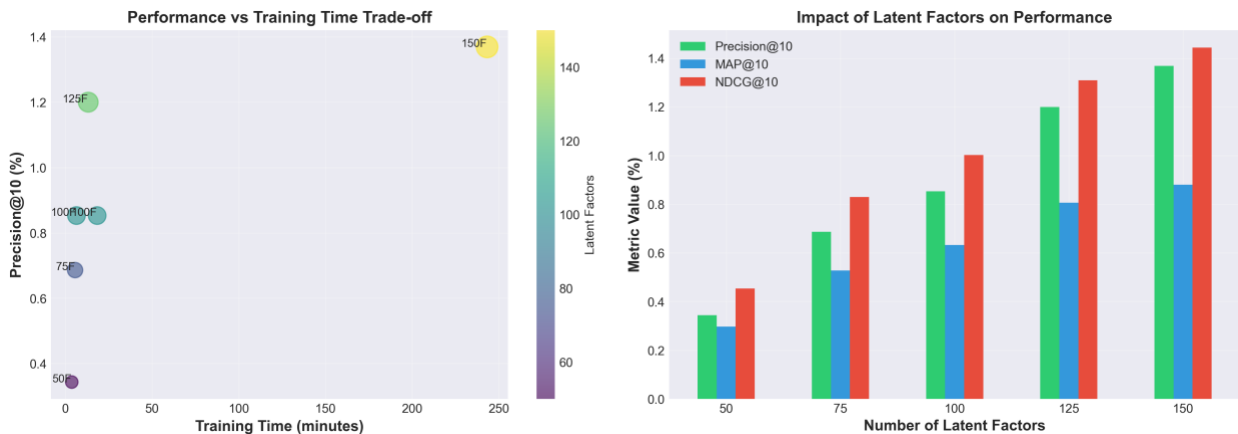 Performance vs Training Time Trade-off
Precision@10 (%)
1.4
1.2
1.0
0.8
0.6
0.4
150F
125F
100F
100F
75F
50F
0
50
100
150
200
250
Training Time (minutes)
140
120
100
80
60
Latent Factors
Impact of Latent Factors on Performance
Precision@10
MAP@10
NDCG@10
Metric Value (%)
1.4
1.2
1.0
0.8
0.6
0.4
0.2
0.0
50
75
100
125
150
Number of Latent Factors